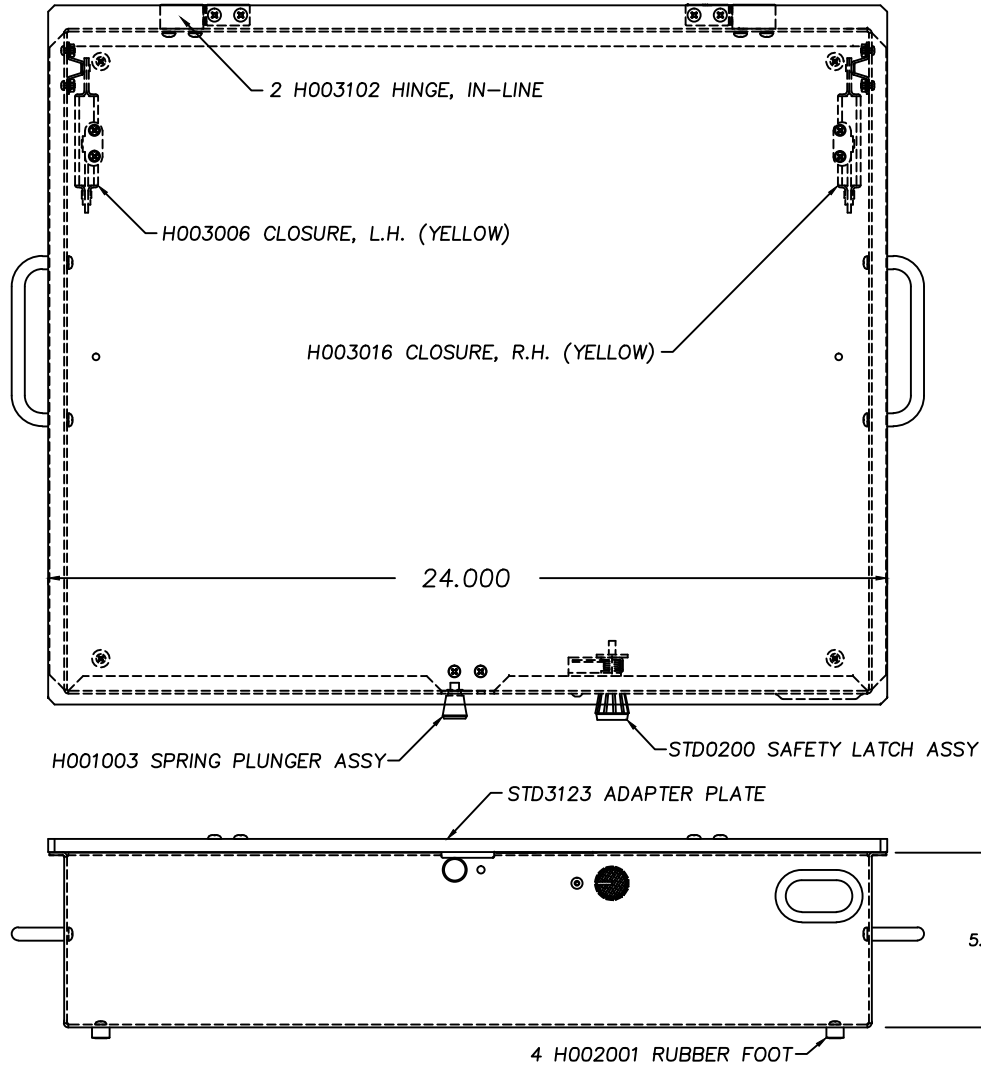 2 H003102 HINGE, IN-LINE
H003006 CLOSURE, L.H. (YELLOW)
H003016 CLOSURE, R.H. (YELLOW)
24.000
H001003 SPRING PLUNGER ASSY
STD0200 SAFETY LATCH ASSY
STD3123 ADAPTER PLATE
5.
4 H002001 RUBBER FOOT